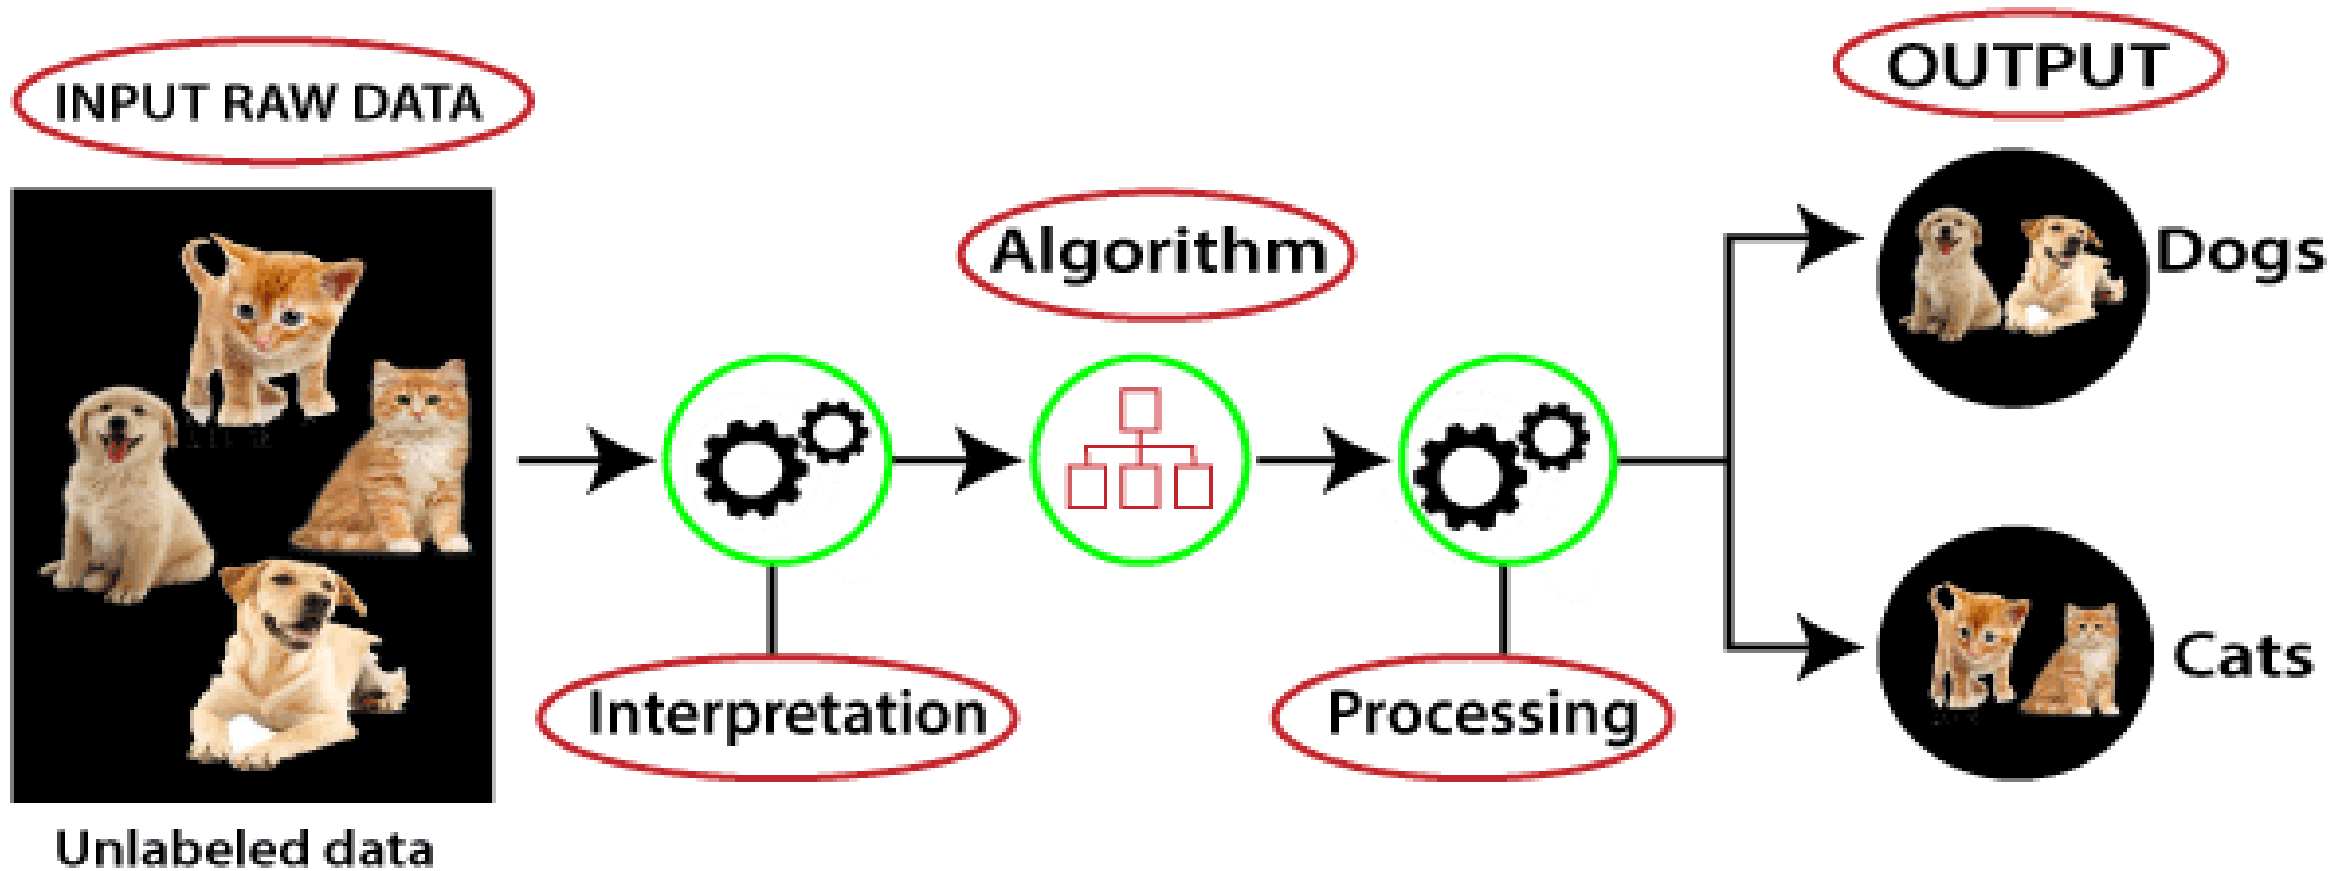 INPUT RAW DATA
OUTPUT
Algorithm
Dogs
Interpretation
Processing
Cats
Unlabeled data